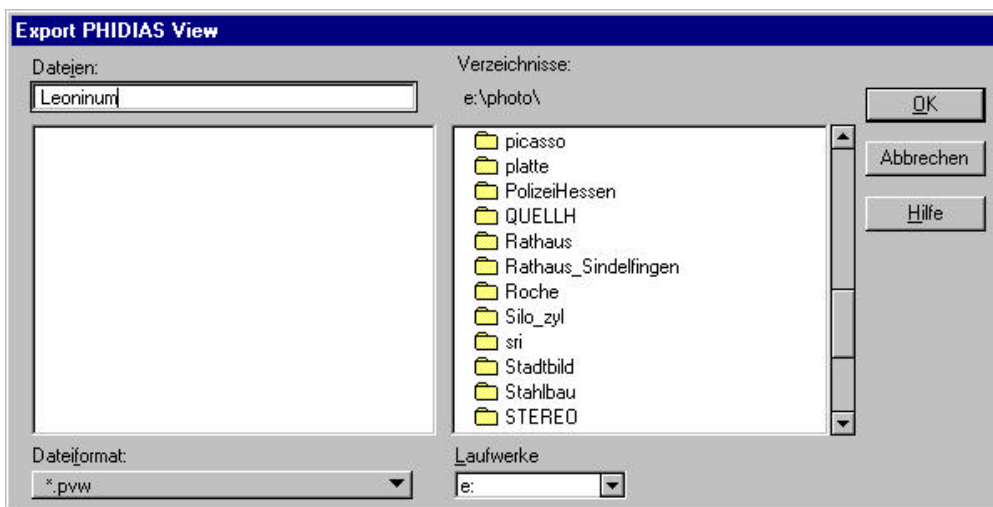 Export PHIDIAS View
Dateien:
Leoninum
Verzeichnisse:
e:\photo\
picasso
platte
PolizeiHessen
QUELLH
Rathaus
Rathaus_Sindelfingen
Roche
Silo_zyl
sri
Stadtbild
Stahlbau
STEREO
OK
Abbrechen
Hilfe
Dateiformat:
*.pvw
Laufwerke
e: